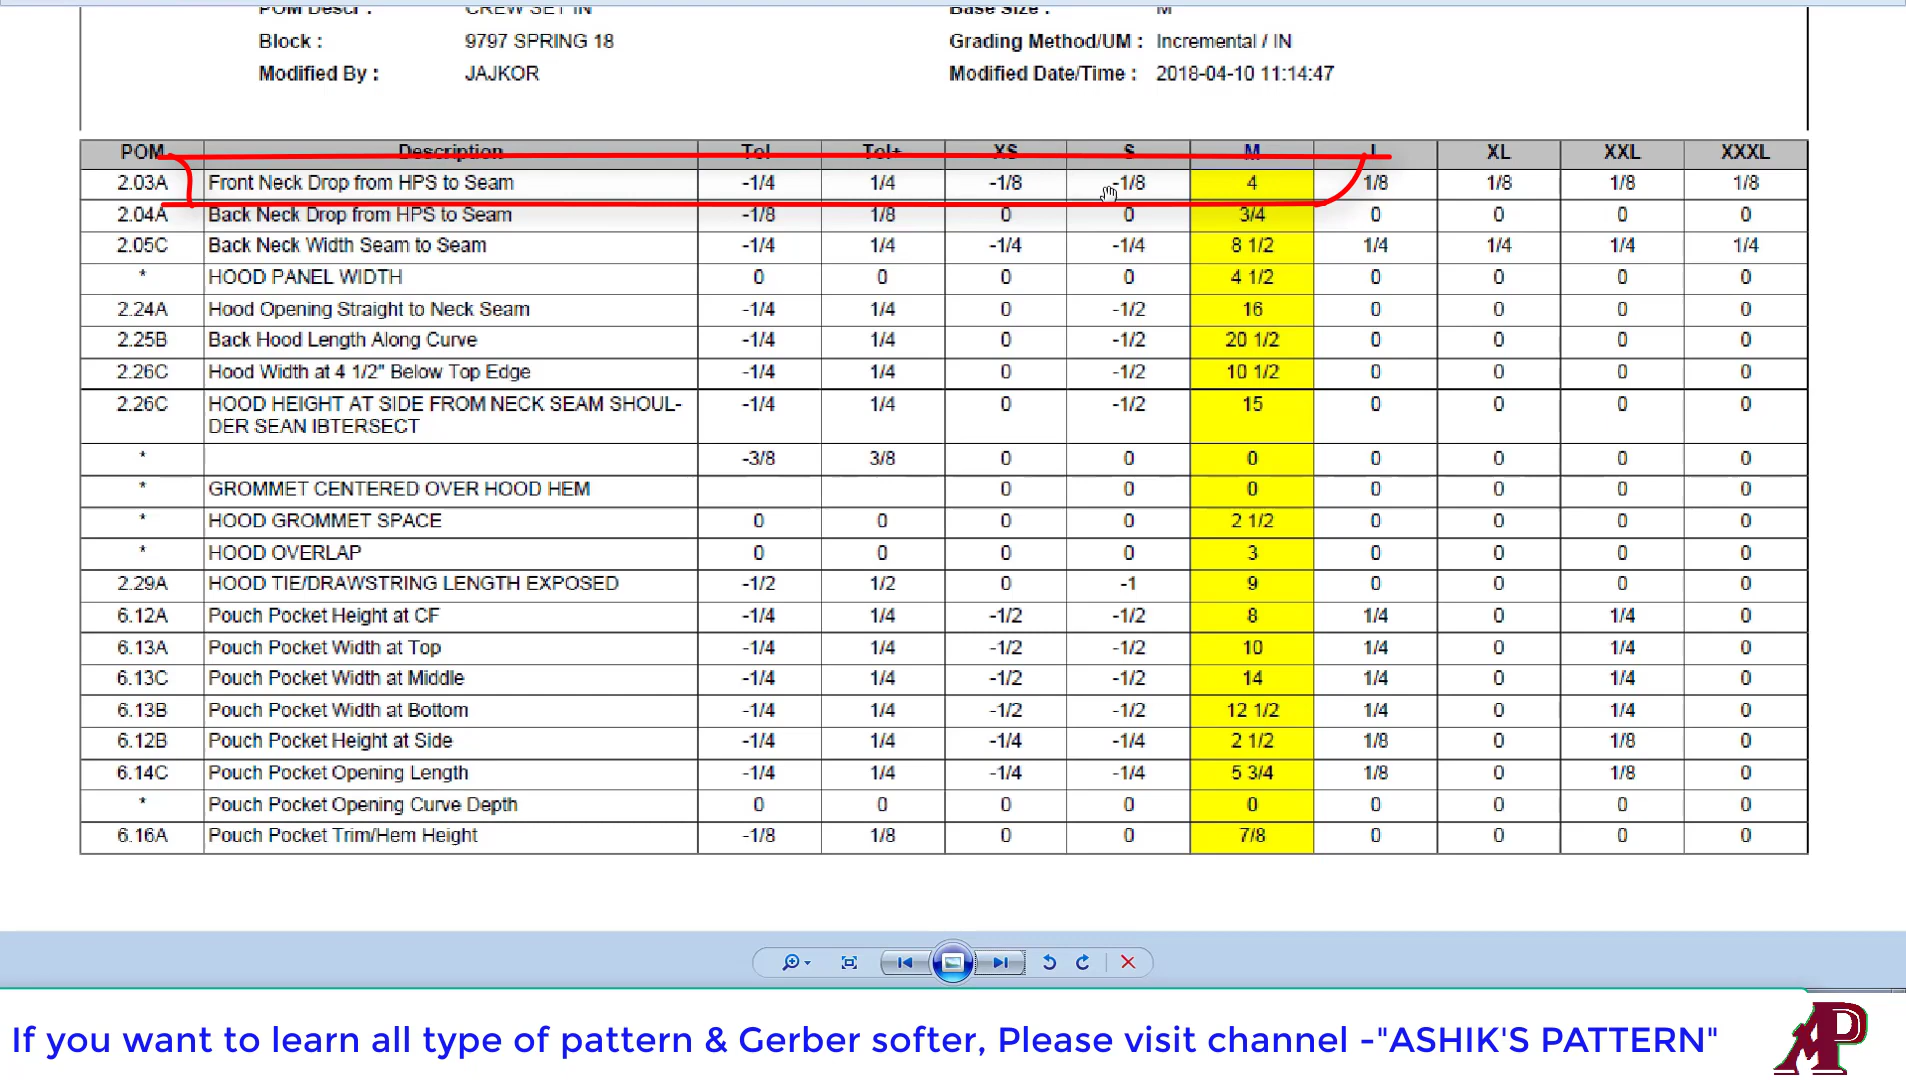 POM Descr : CREW SET IN Base Size : M
Block : 9797 SPRING 18 Grading Method/UM : Incremental / IN
Modified By : JAJKOR Modified Date/Time : 2018-04-10 11:14:47
POM Description Tol Tol+ XS S M L XL XXL XXXL
2.03A Front Neck Drop from HPS to Seam -1/4 1/4 -1/8 -1/8 4 1/8 1/8 1/8 1/8
2.04A Back Neck Drop from HPS to Seam -1/8 1/8 0 0 3/4 0 0 0 0
2.05C Back Neck Width Seam to Seam -1/4 1/4 -1/4 -1/4 8 1/2 1/4 1/4 1/4 1/4
* HOOD PANEL WIDTH 0 0 0 0 4 1/2 0 0 0 0
2.24A Hood Opening Straight to Neck Seam -1/4 1/4 0 -1/2 16 0 0 0 0
2.25B Back Hood Length Along Curve -1/4 1/4 0 -1/2 20 1/2 0 0 0 0
2.26C Hood Width at 4 1/2" Below Top Edge -1/4 1/4 0 -1/2 10 1/2 0 0 0 0
2.26C HOOD HEIGHT AT SIDE FROM NECK SEAM SHOUL- -1/4 1/4 0 -1/2 15 0 0 0 0
DER SEAN IBTERSECT
* -3/8 3/8 0 0 0 0 0 0 0
* GROMMET CENTERED OVER HOOD HEM 0 0 0 0 0 0 0
* HOOD GROMMET SPACE 0 0 0 0 2 1/2 0 0 0 0
* HOOD OVERLAP 0 0 0 0 3 0 0 0 0
2.29A HOOD TIE/DRAWSTRING LENGTH EXPOSED -1/2 1/2 0 -1 9 0 0 0 0
6.12A Pouch Pocket Height at CF -1/4 1/4 -1/2 -1/2 8 1/4 0 1/4 0
6.13A Pouch Pocket Width at Top -1/4 1/4 -1/2 -1/2 10 1/4 0 1/4 0
6.13C Pouch Pocket Width at Middle -1/4 1/4 -1/2 -1/2 14 1/4 0 1/4 0
6.13B Pouch Pocket Width at Bottom -1/4 1/4 -1/2 -1/2 12 1/2 1/4 0 1/4 0
6.12B Pouch Pocket Height at Side -1/4 1/4 -1/4 -1/4 2 1/2 1/8 0 1/8 0
6.14C Pouch Pocket Opening Length -1/4 1/4 -1/4 -1/4 5 3/4 1/8 0 1/8 0
* Pouch Pocket Opening Curve Depth 0 0 0 0 0 0 0 0 0
6.16A Pouch Pocket Trim/Hem Height -1/8 1/8 0 0 7/8 0 0 0 0
If you want to learn all type of pattern & Gerber softer, Please visit channel -"ASHIK'S PATTERN"
AP